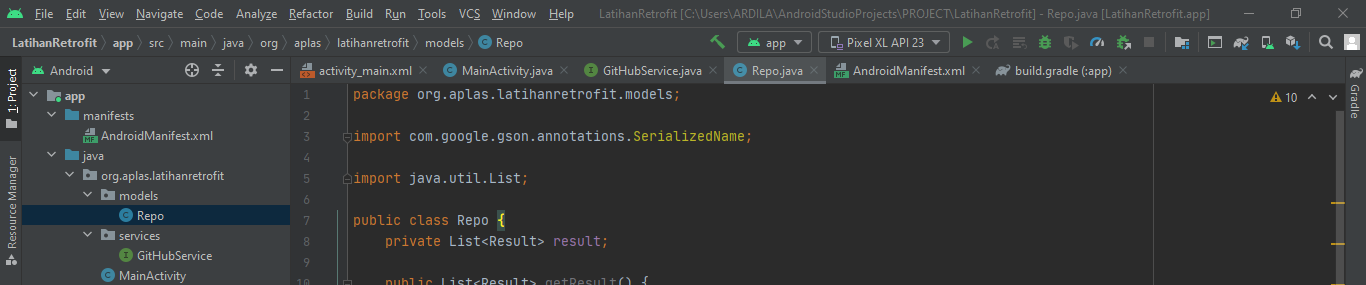 File Edit View Navigate Code Analyze Refactor Build Run Tools VCS Window Help LatihanRetrofit [C:\Users\ARDILA\AndroidStudioProjects\PROJECT\LatihanRetrofit] - Repo.java [LatihanRetrofit.app]
LatihanRetrofit app src main java org aplas latihanretrofit models Repo app Pixel XL API 23
1: Project
Resource Manager
Android
app
manifests
AndroidManifest.xml
java
org.aplas.latihanretrofit
models
Repo
services
GitHubService
MainActivity
activity_main.xml MainActivity.java GitHubService.java Repo.java AndroidManifest.xml build.gradle (:app)
1 package org.aplas.latihanretrofit.models;
2
3 import com.google.gson.annotations.SerializedName;
4
5 import java.util.List;
6
7 public class Repo {
8 private List<Result> result;
9
10 public List<Result> getResult() {
10
Gradle